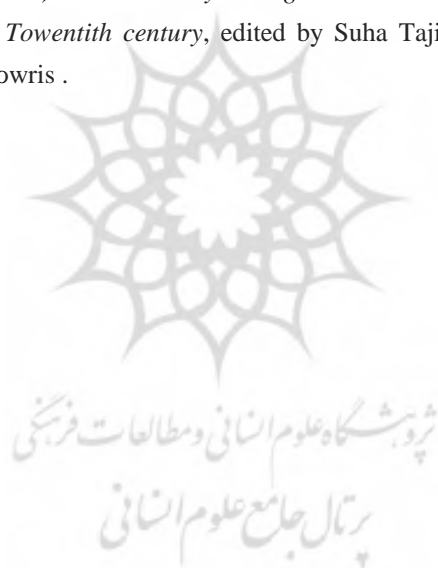 Towentith century, edited by Suha Taji
owris .
پژوهشگاه علوم انسانی و مطالعات فرهنگی
پرتال جامع علوم انسانی